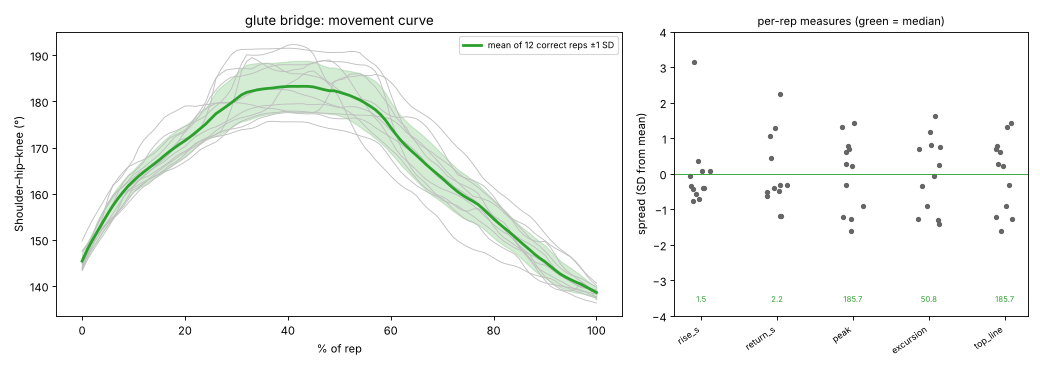 glute bridge: movement curve
mean of 12 correct reps ±1 SD
Shoulder–hip–knee (°)
190
180
170
160
150
140
0
20
40
60
80
100
% of rep
per-rep measures (green = median)
spread (SD from mean)
4
3
2
1
0
−1
−2
−3
−4
1.5
2.2
185.7
50.8
185.7
rise_s
return_s
peak
excursion
top_line